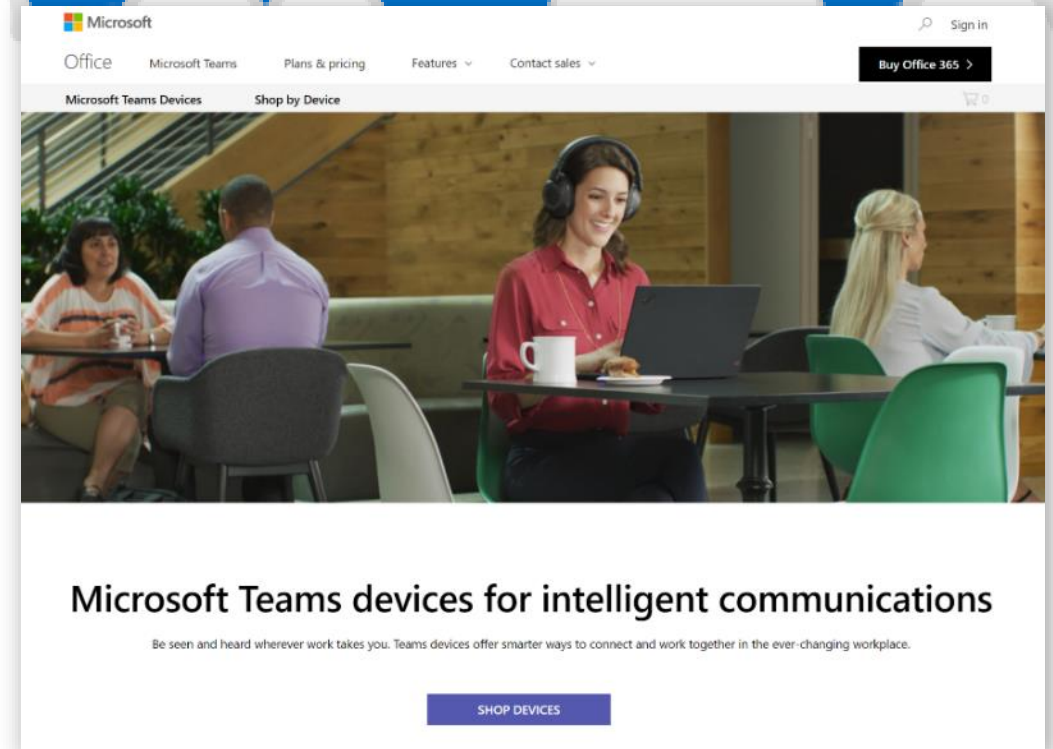 Microsoft
Sign in
Office Microsoft Teams Plans & pricing Features Contact sales Buy Office 365 >
Microsoft Teams Devices Shop by Device 0
Microsoft Teams devices for intelligent communications
Be seen and heard wherever work takes you. Teams devices offer smarter ways to connect and work together in the ever-changing workplace.
SHOP DEVICES